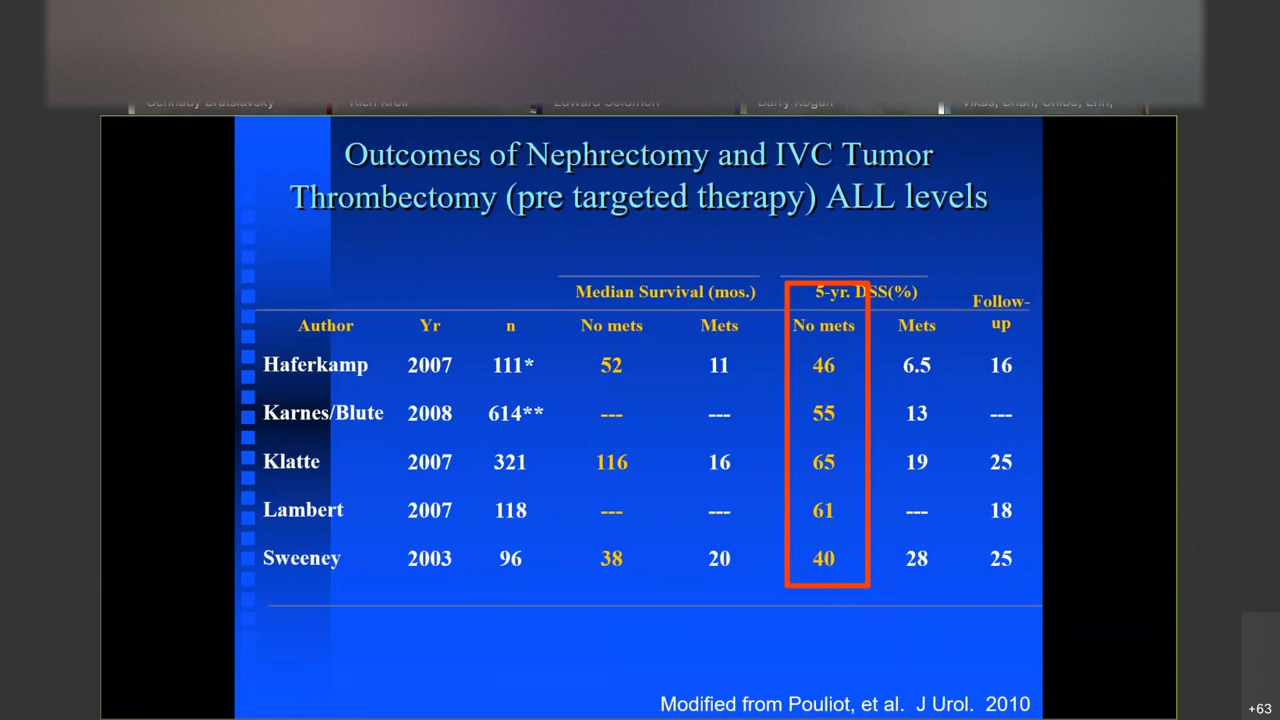 Outcomes of Nephrectomy and IVC Tumor
Thrombectomy (pre targeted therapy) ALL levels
Median Survival (mos.) 5-yr. DSS(%) Follow-
Author Yr n No mets Mets No mets Mets up
Haferkamp 2007 111* 52 11 46 6.5 16
Karnes/Blute 2008 614** --- --- 55 13 ---
Klatte 2007 321 116 16 65 19 25
Lambert 2007 118 --- --- 61 --- 18
Sweeney 2003 96 38 20 40 28 25
Modified from Pouliot, et al. J Urol. 2010
+63